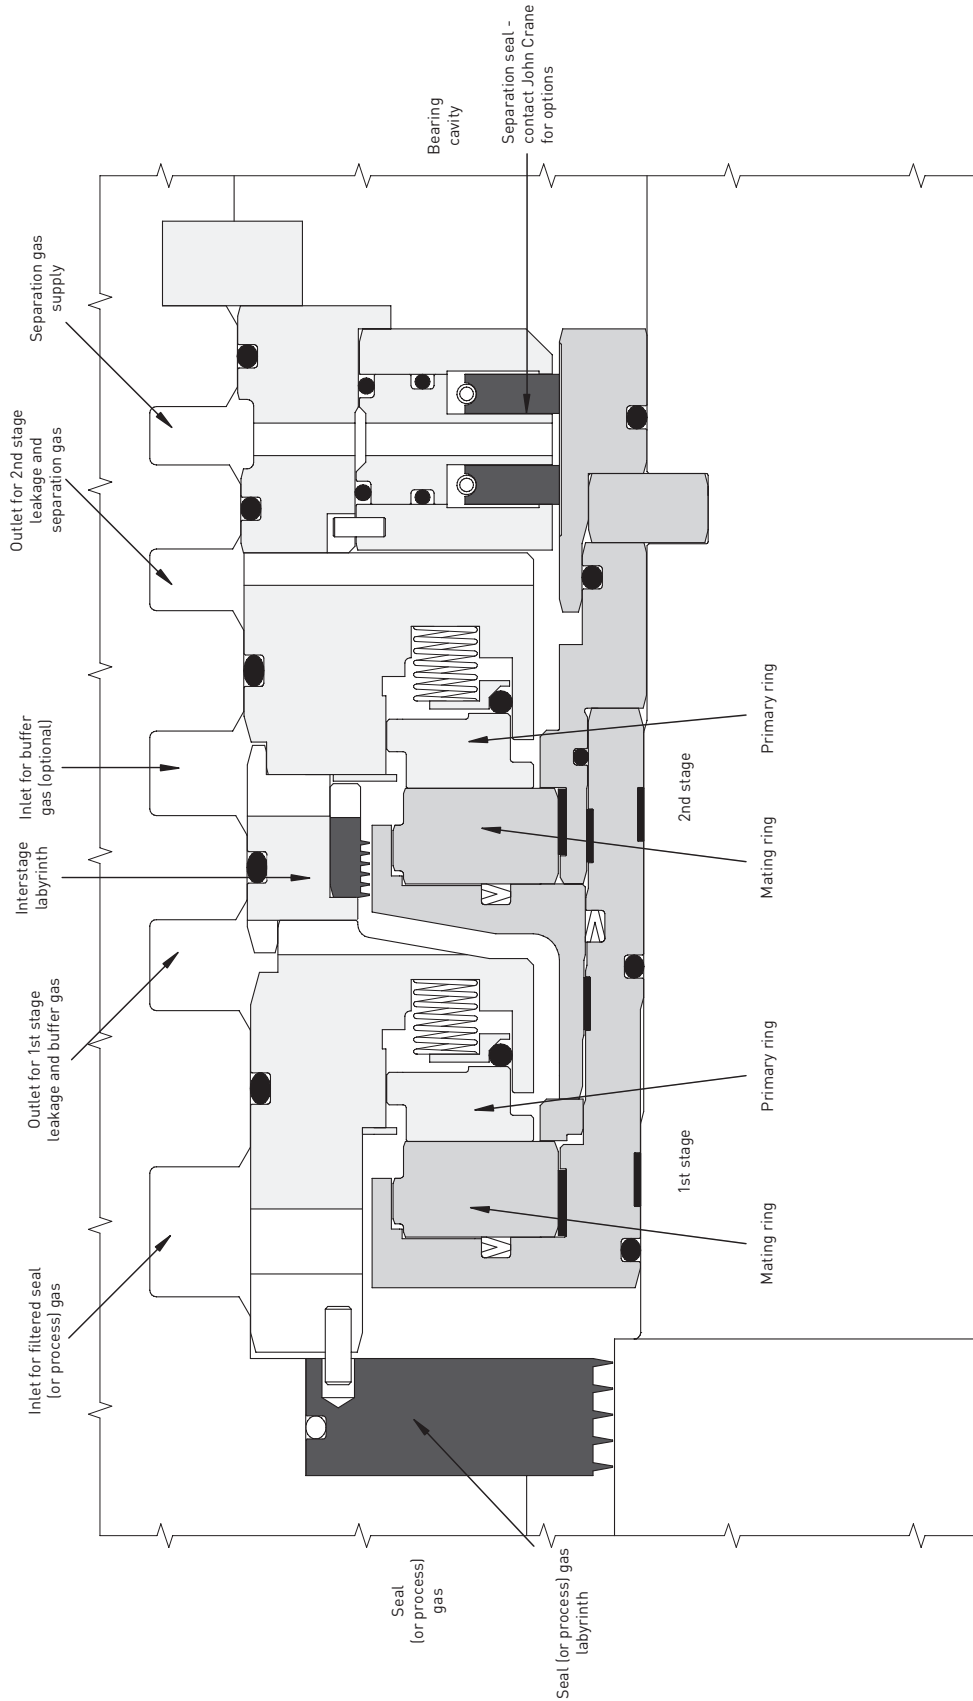 Inlet for filtered seal
(or process) gas
Outlet for 1st stage
leakage and buffer gas
Interstage
labyrinth
Inlet for buffer
gas (optional)
Outlet for 2nd stage
leakage and
separation gas
Separation gas
supply
Seal
(or process)
gas
Bearing
cavity
Seal (or process) gas
labyrinth
Separation seal -
contact John Crane
for options
1st stage
2nd stage
Mating ring
Primary ring
Mating ring
Primary ring